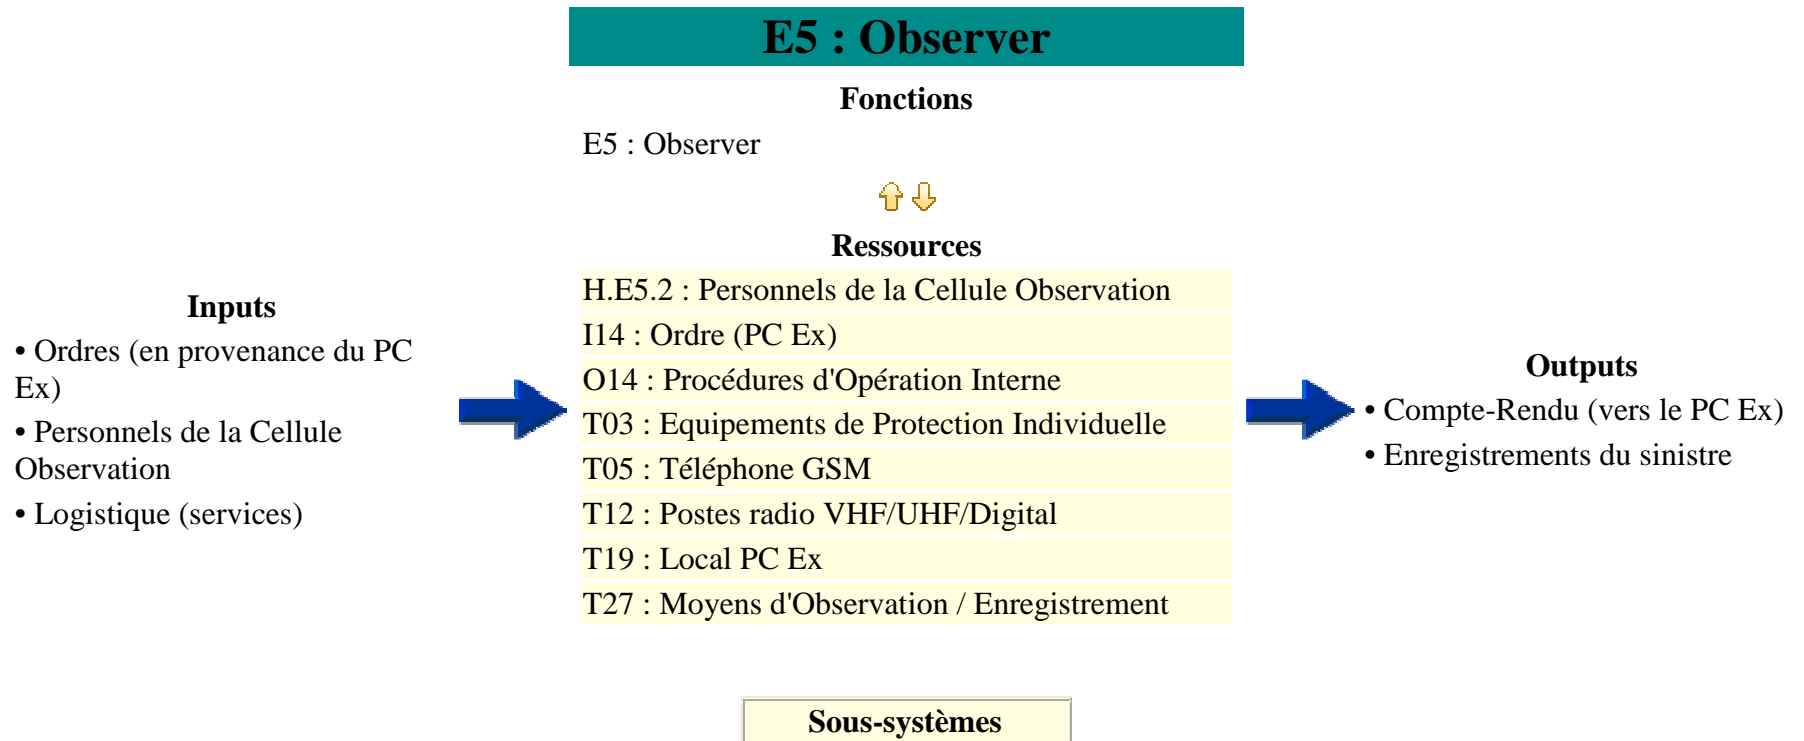 E5 : Observer
Fonctions
E5 : Observer
Ressources
H.E5.2 : Personnels de la Cellule Observation
I14 : Ordre (PC Ex)
O14 : Procédures d'Opération Interne
T03 : Equipements de Protection Individuelle
T05 : Téléphone GSM
T12 : Postes radio VHF/UHF/Digital
T19 : Local PC Ex
T27 : Moyens d'Observation / Enregistrement
Inputs
• Ordres (en provenance du PC
Ex)
• Personnels de la Cellule
Observation
• Logistique (services)
Outputs
• Compte-Rendu (vers le PC Ex)
• Enregistrements du sinistre
Sous-systèmes